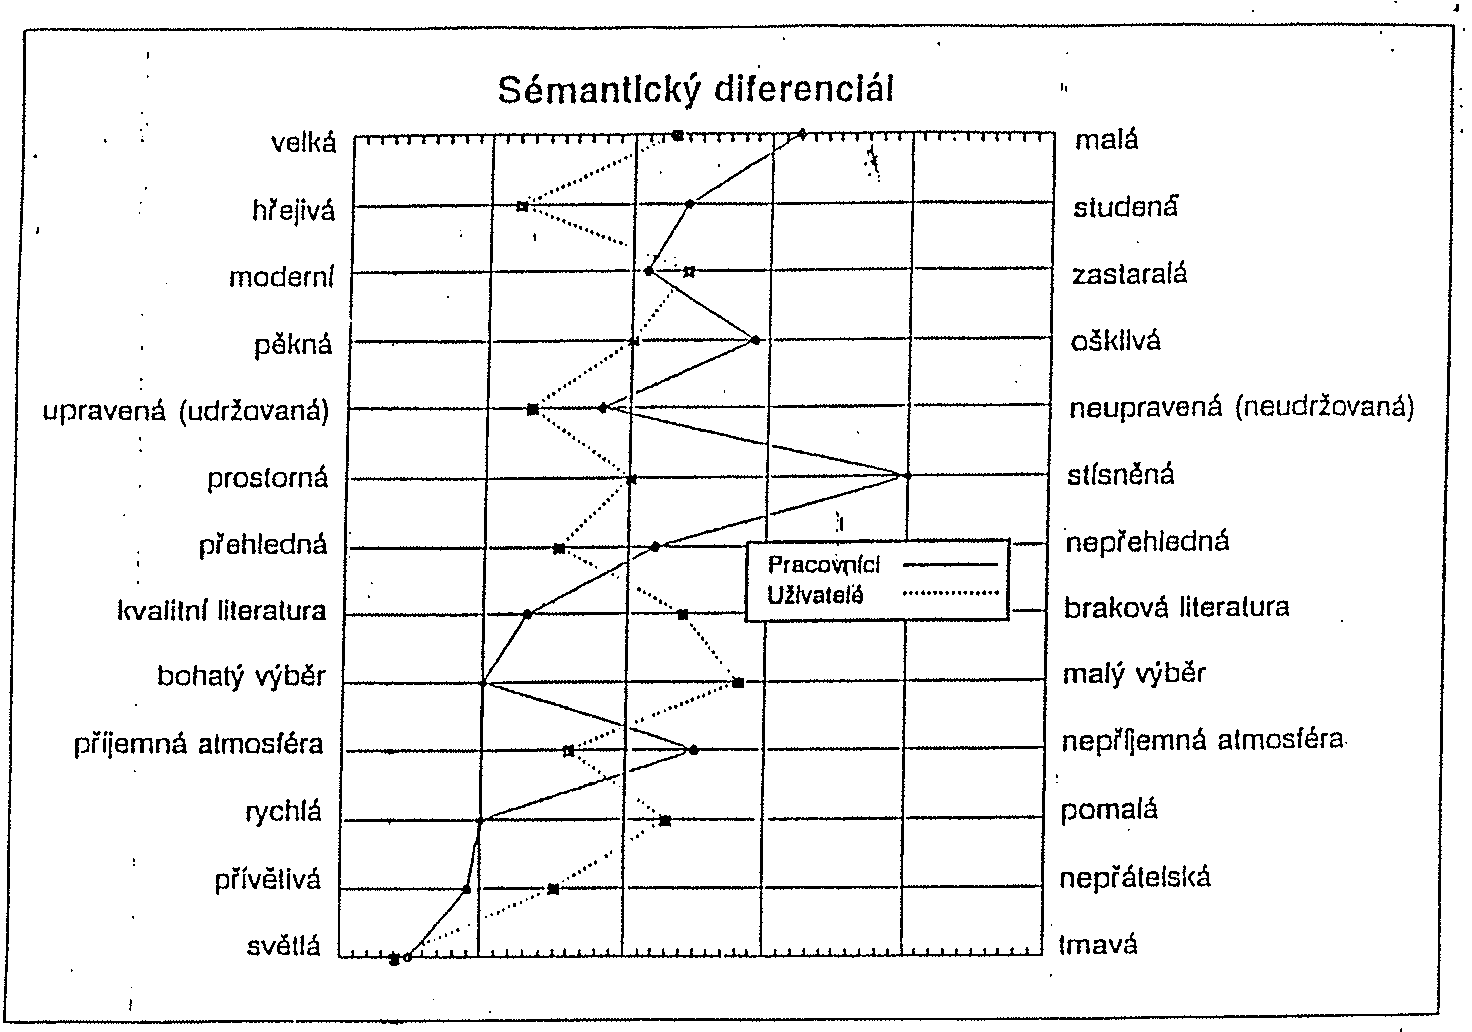 Sémantický diferenciál
velká malá
hřejivá studená
moderní zastaralá
pěkná ošklivá
upravená (udržovaná) neupravená (neudržovaná)
prostorná stísněná
přehledná nepřehledná
Pracovníci
Uživatelé
kvalitní literatura braková literatura
bohatý výběr malý výběr
příjemná atmosféra nepříjemná atmosféra
rychlá pomalá
přívětivá nepřátelská
světlá tmavá